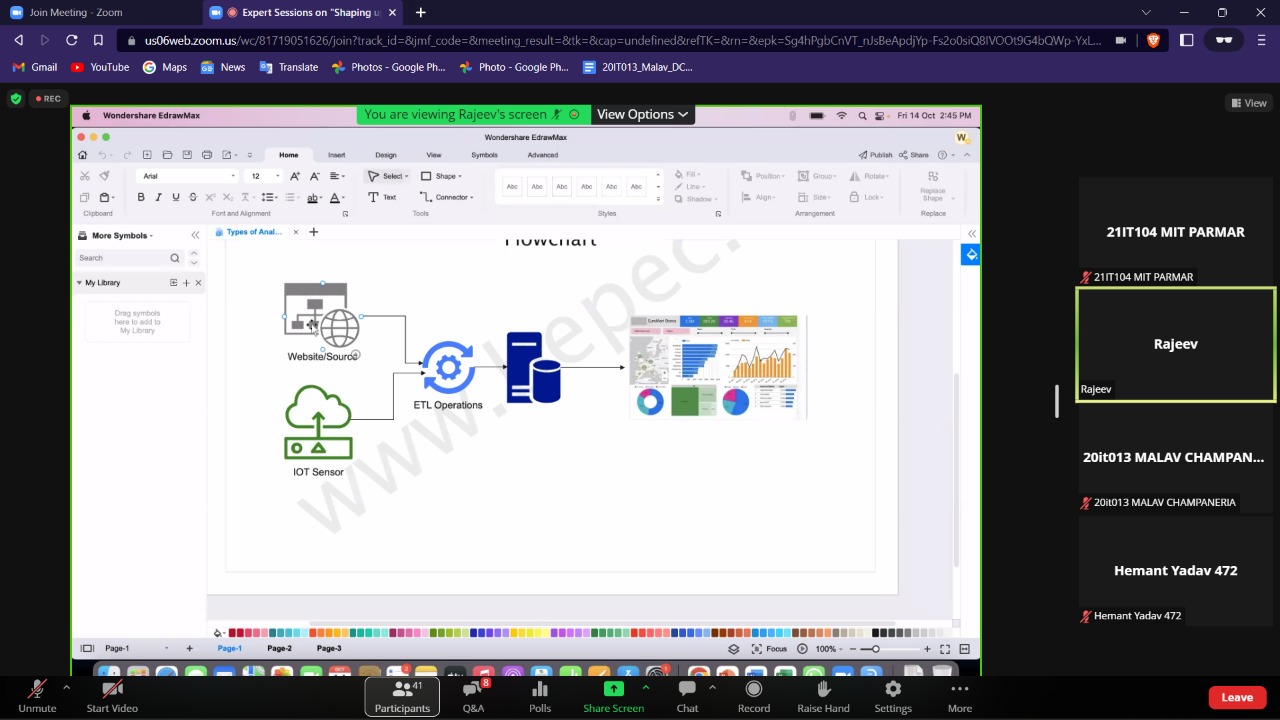 Join Meeting - Zoom
Expert Sessions on "Shaping u
us06web.zoom.us/wc/81719051626/join?track_id=&jmf_code=&meeting_result=&tk=&cap=undefined&refTK=&rn=&epk=Sg4hPgbCnVT_nJsBeApdjYp-Fs2o0siQ8IVOOt9G4bQWp-YxL...
Gmail YouTube Maps News Translate Photos - Google Ph... Photo - Google Ph... 20IT013_Malav_DC...
REC
You are viewing Rajeev's screen
View Options
View
Wondershare EdrawMax
Fri 14 Oct 2:45 PM
Wondershare EdrawMax
Home Insert Design View Symbols Advanced
Publish Share
Arial 12
Select Shape
Text Connector
Abc Abc Abc Abc Abc Abc
Fill
Line
Shadow
Position Group Rotate
Align Size Lock
Replace
Shape
Clipboard Font and Alignment Tools Styles Arrangement Replace
More Symbols
Types of Anal...
Search
My Library
Drag symbols
here to add to
My Library
Flowchart
Website/Source
ETL Operations
IOT Sensor
Page-1 Page-1 Page-2 Page-3
Focus 100%
21IT104 MIT PARMAR
21IT104 MIT PARMAR
Rajeev
Rajeev
20it013 MALAV CHAMPAN...
20it013 MALAV CHAMPANERIA
Hemant Yadav 472
Hemant Yadav 472
Unmute
Start Video
41
Participants
8
Q&A
Polls
Share Screen
Chat
Record
Raise Hand
Settings
More
Leave